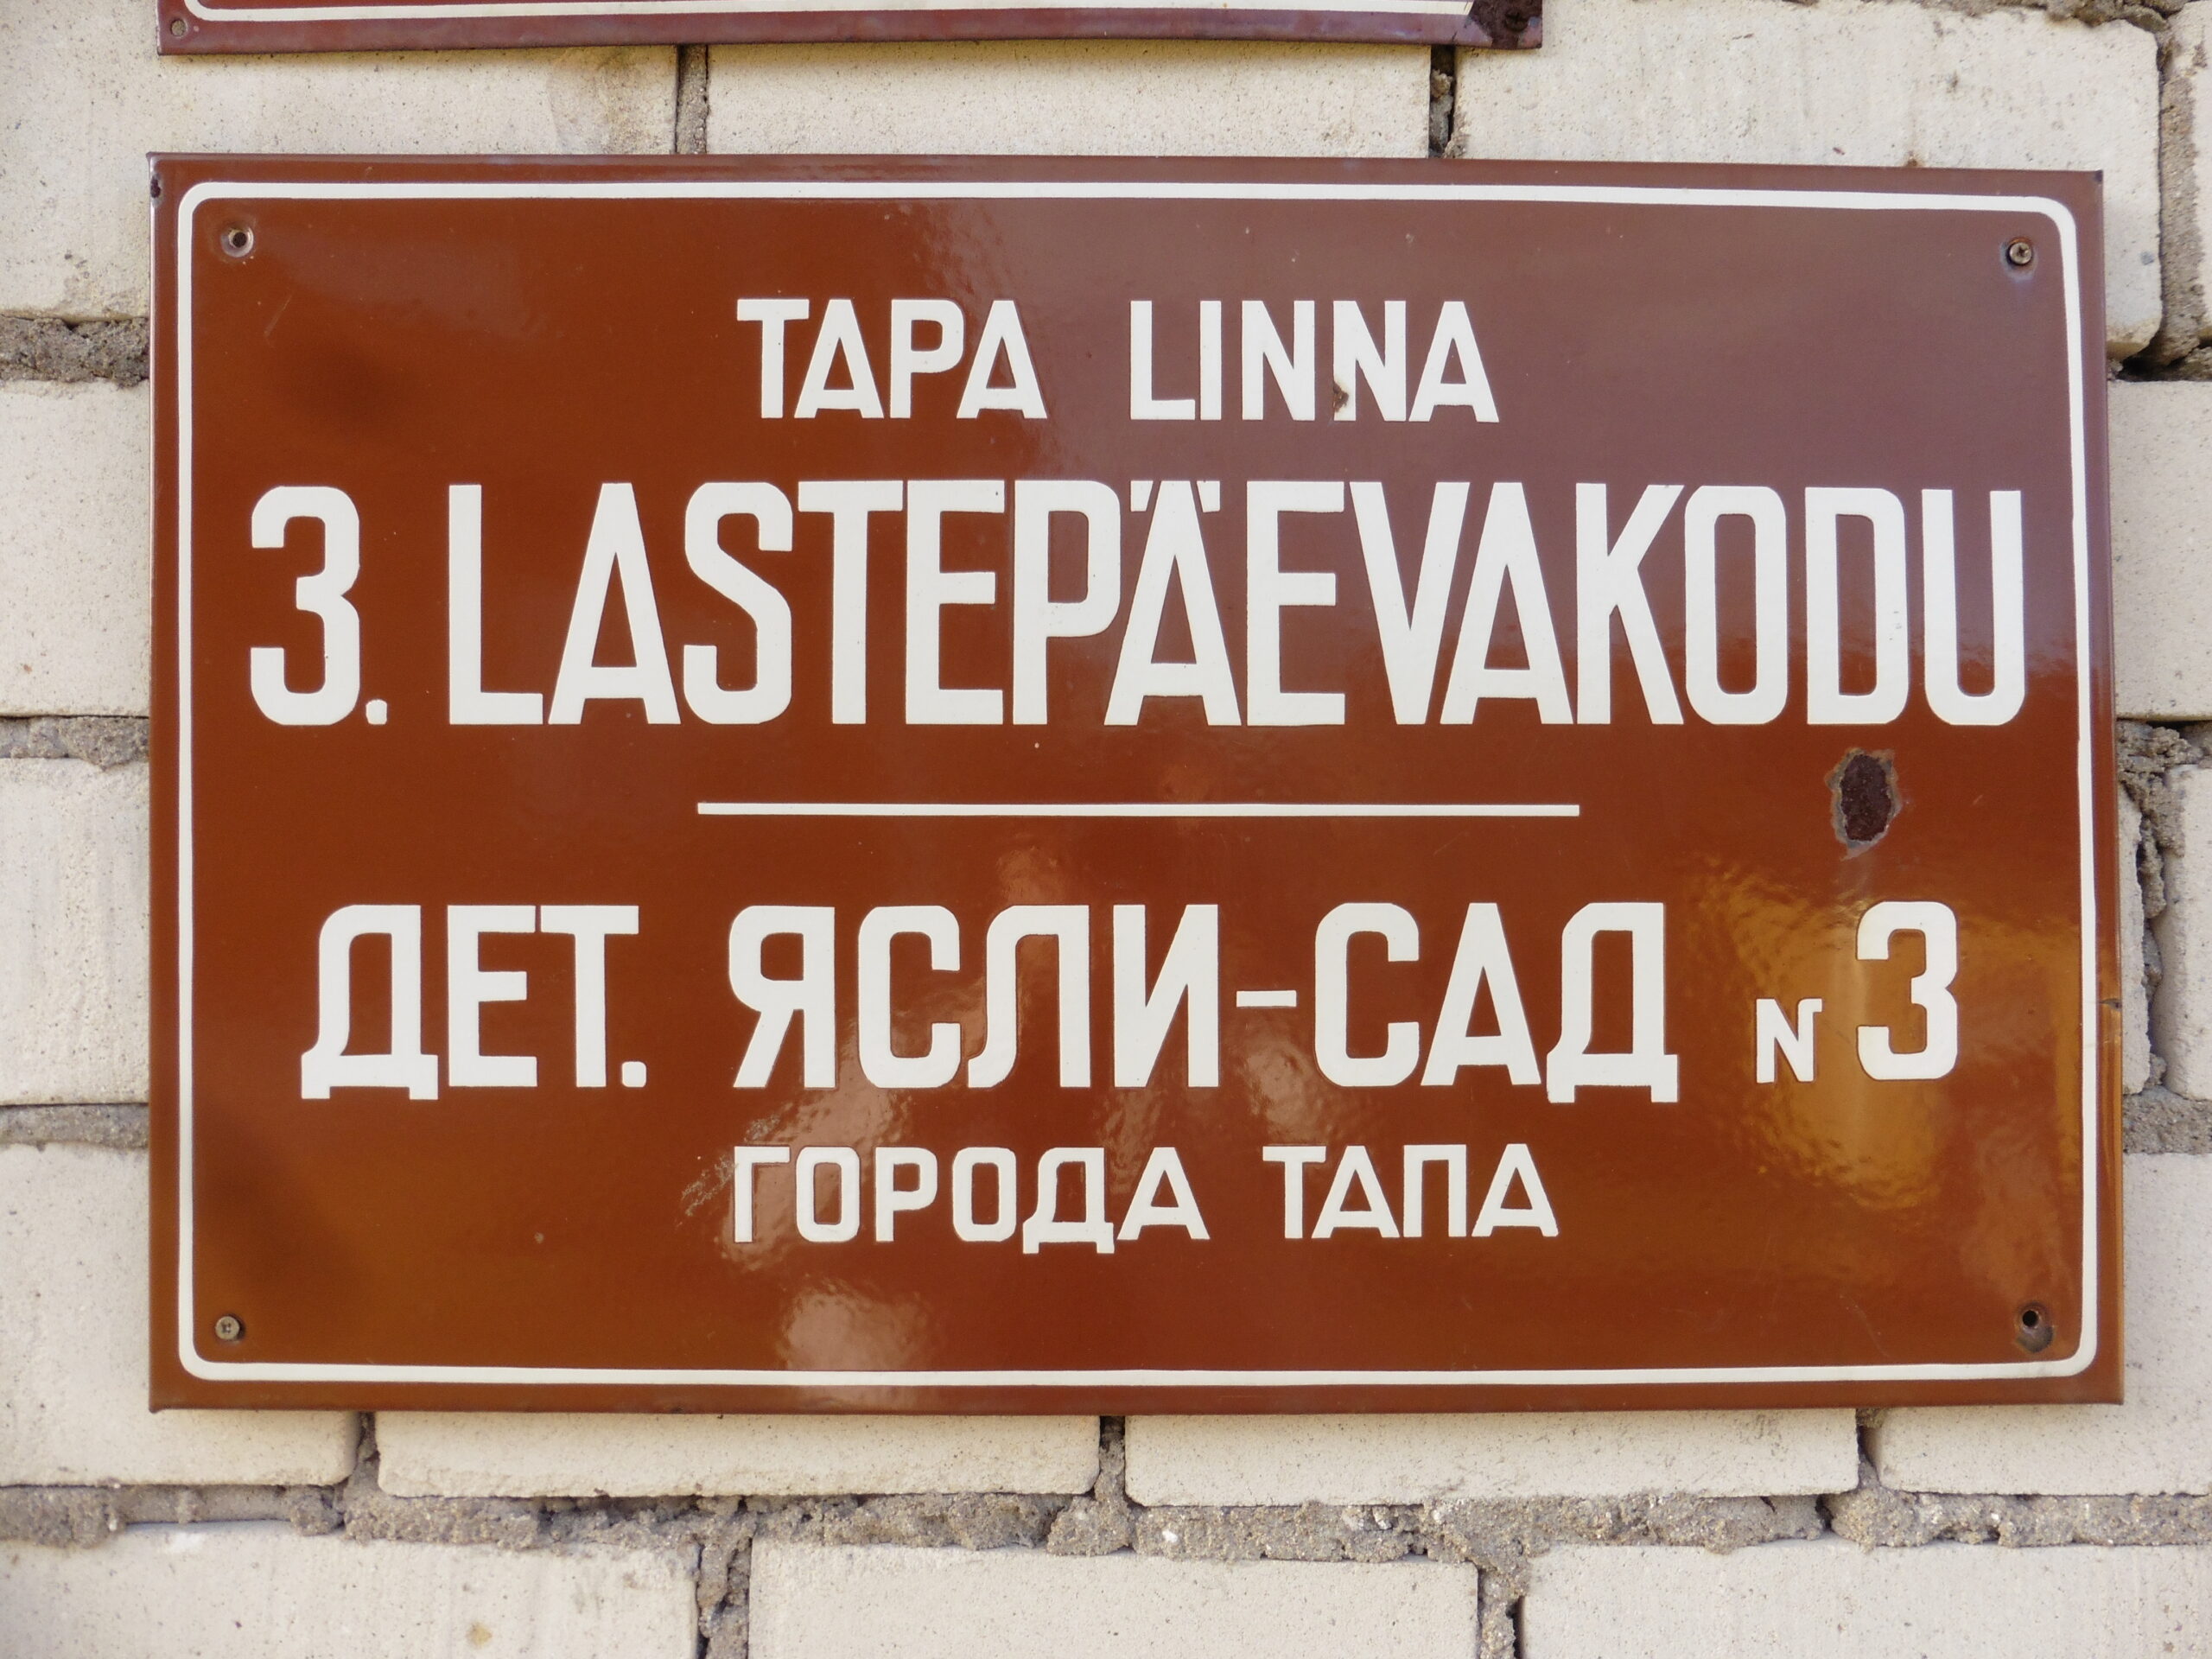 TAPA LINNA
3. LASTEPÄEVAKODU
ДЕТ. ЯСЛИ-САД N 3
ГОРОДА ТАПА